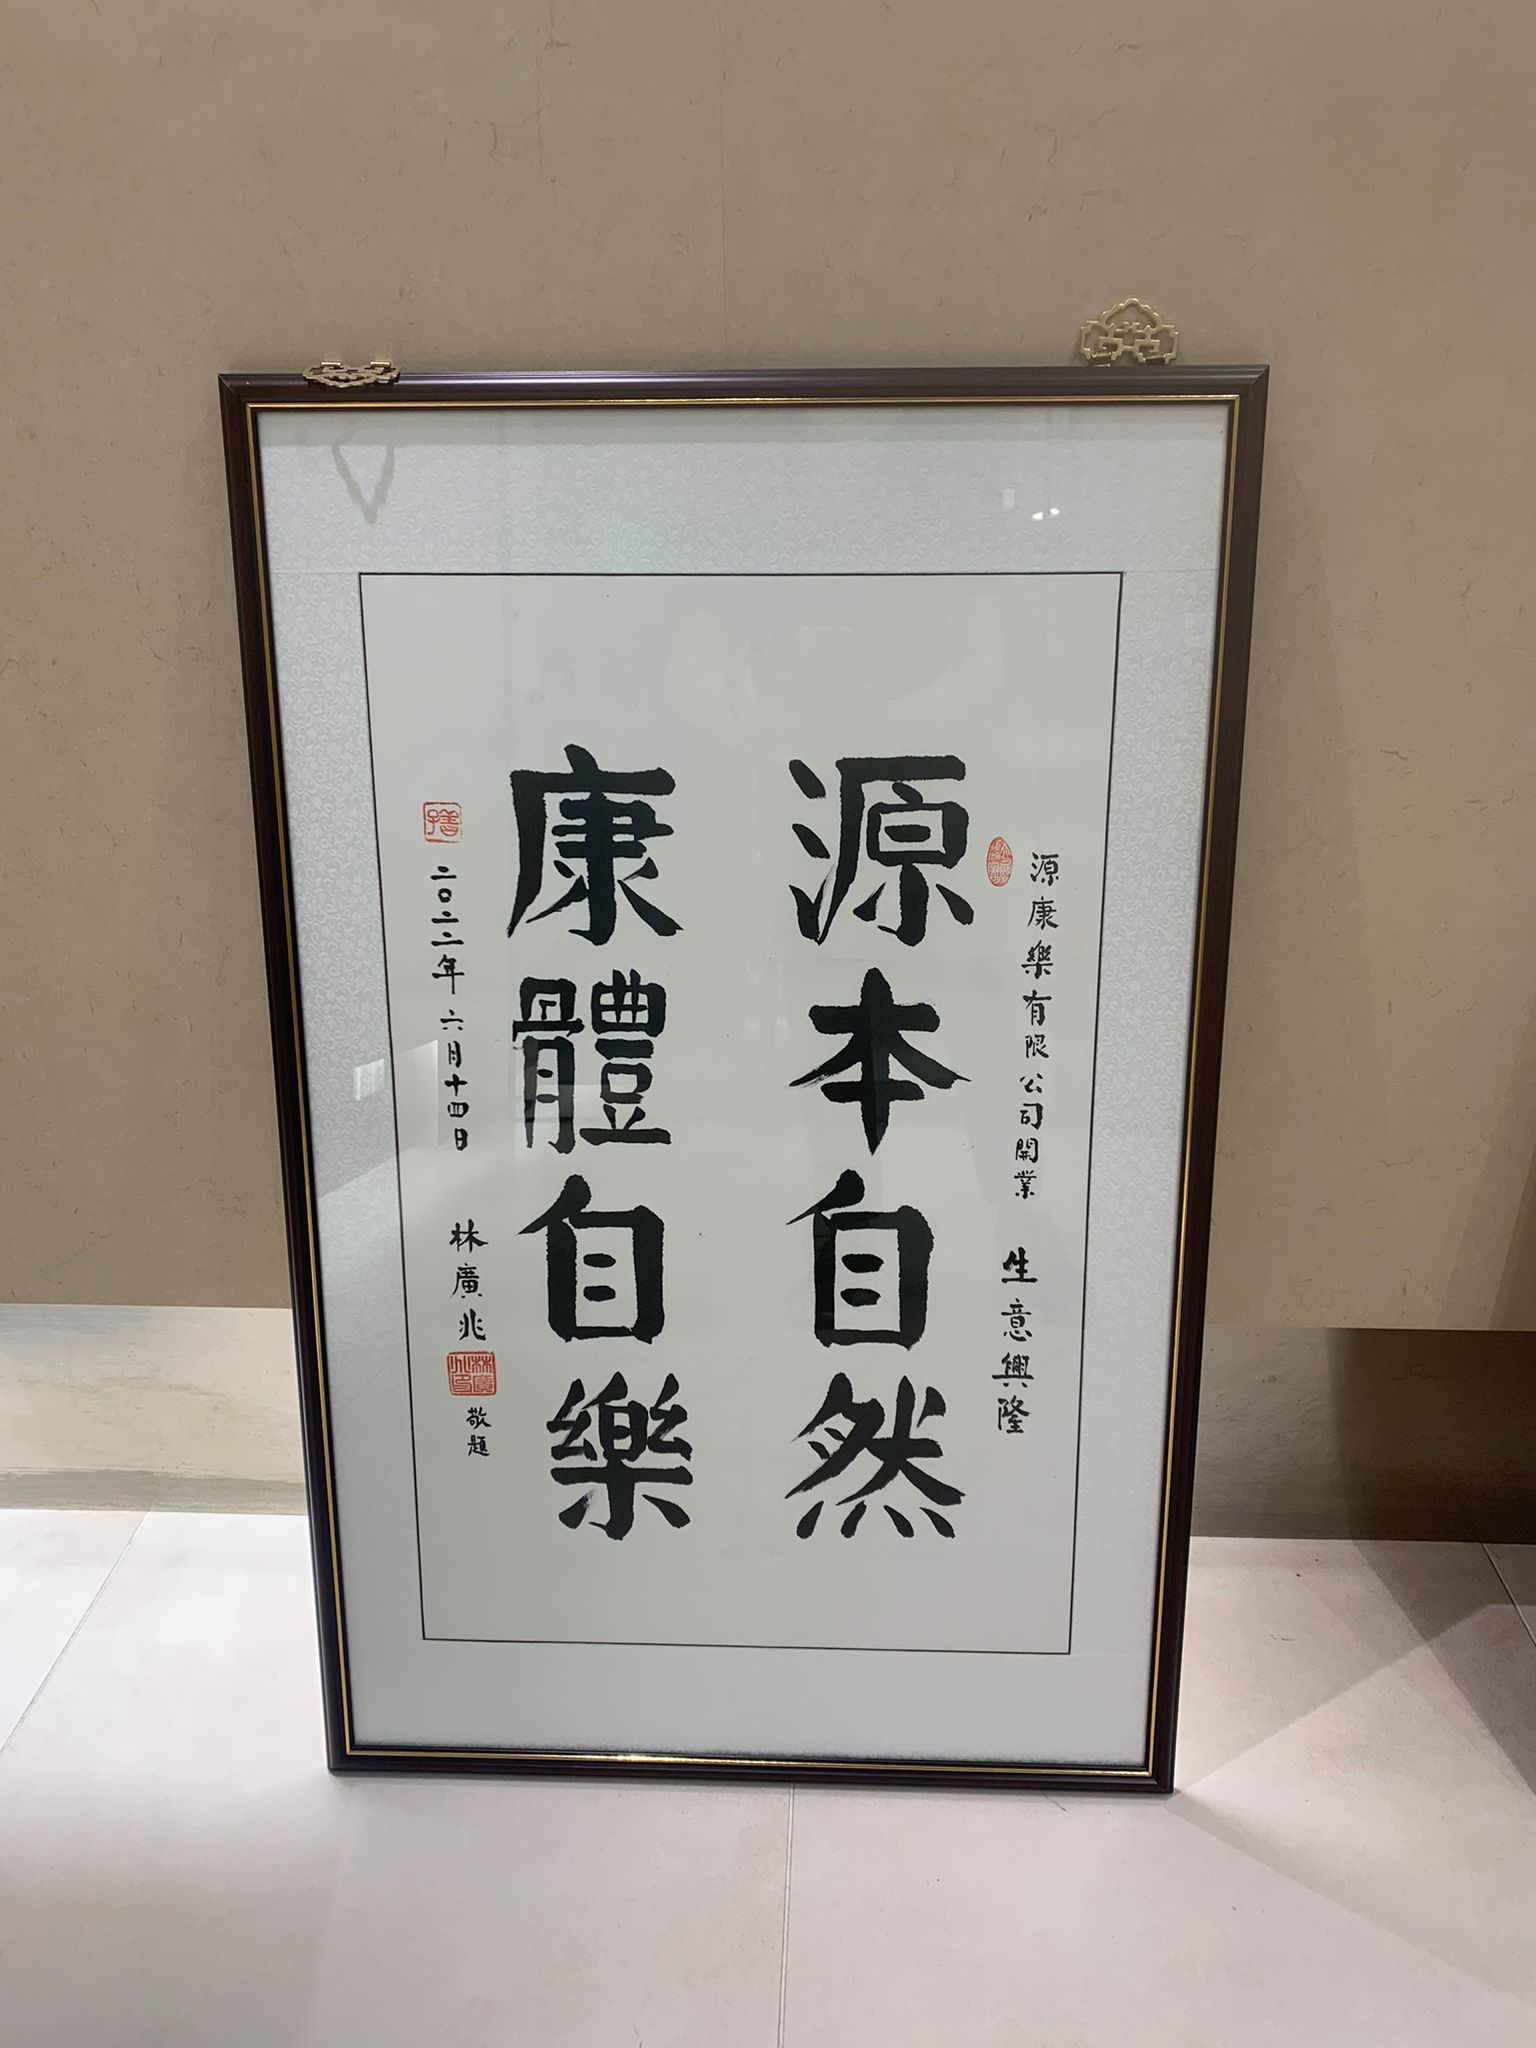 源康樂有限公司開業 生意興隆
源本自然
康體自樂
二〇二二年六月十四日 林廣兆 敬題